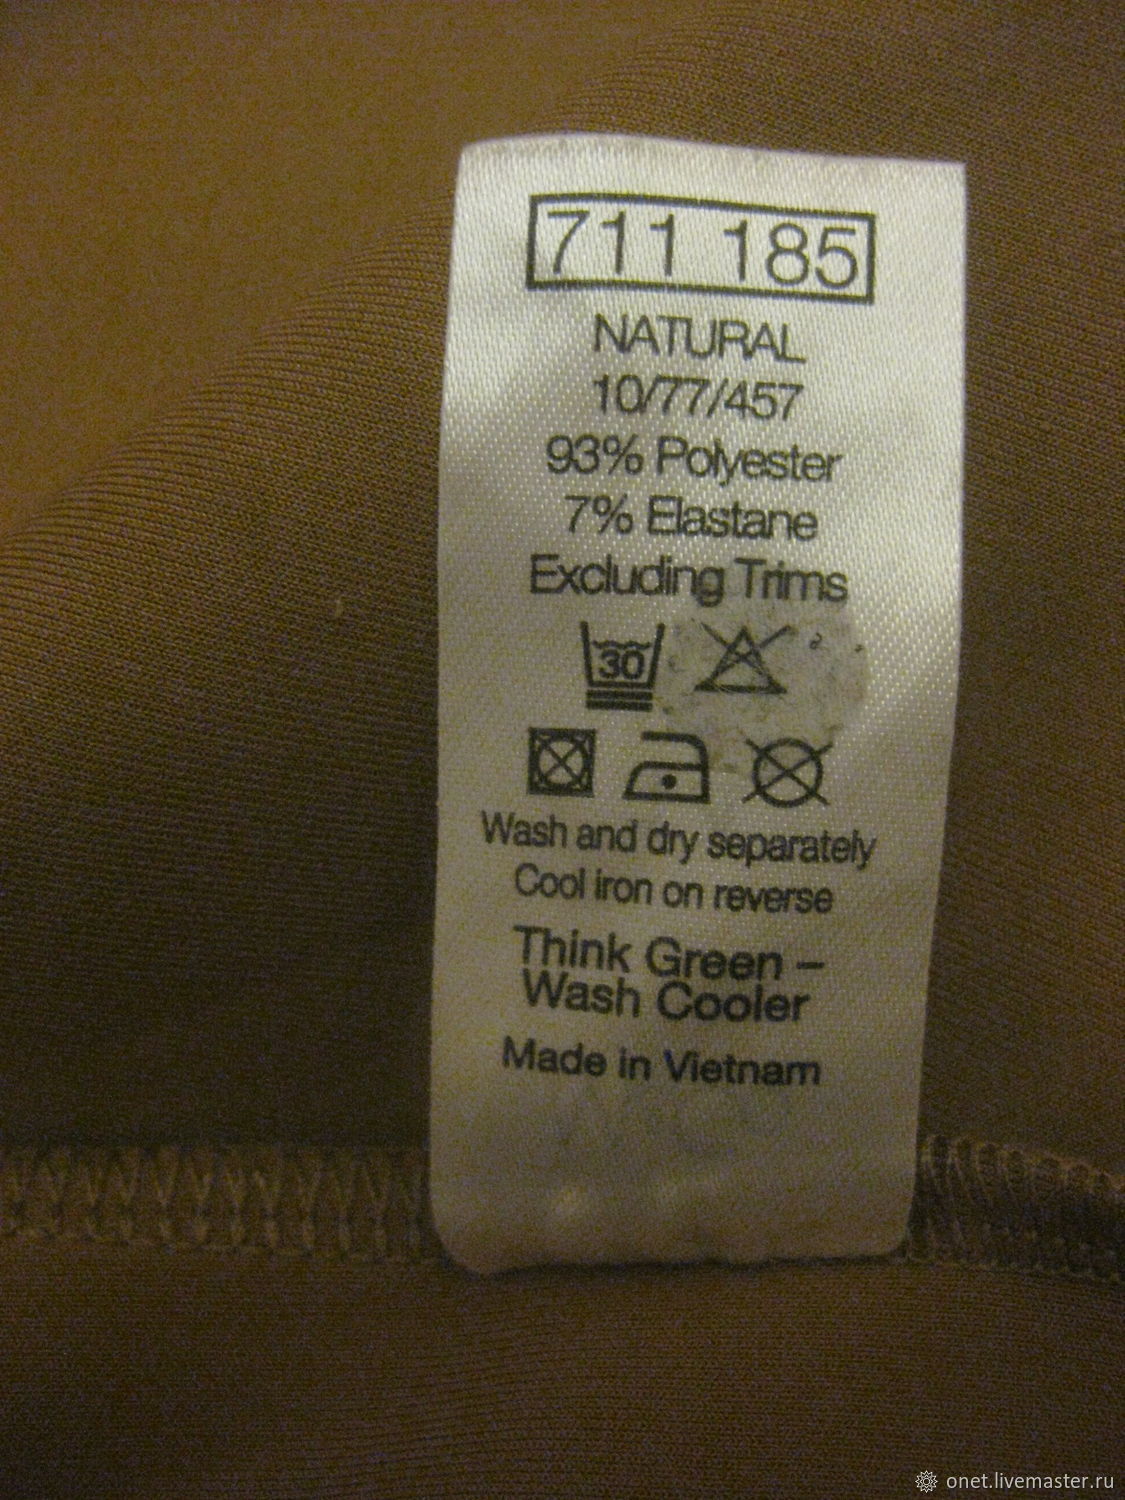 711 185
NATURAL
10/77/457
93% Polyester
7% Elastane
Excluding Trims
30
Wash and dry separately
Cool iron on reverse
Think Green –
Wash Cooler
Made in Vietnam
onet.livemaster.ru